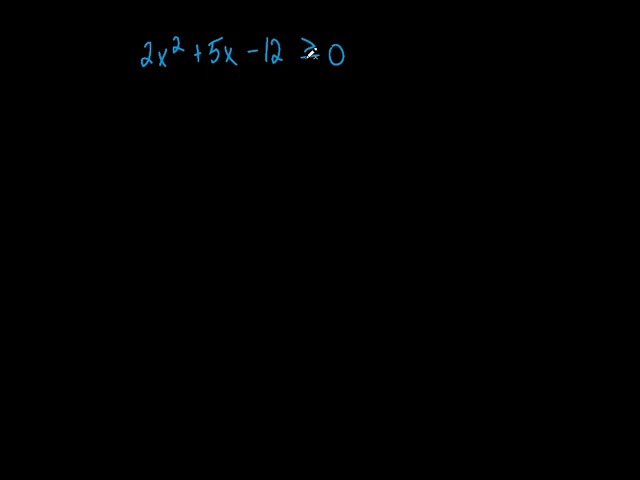 2x² + 5x - 12 ≥ 0